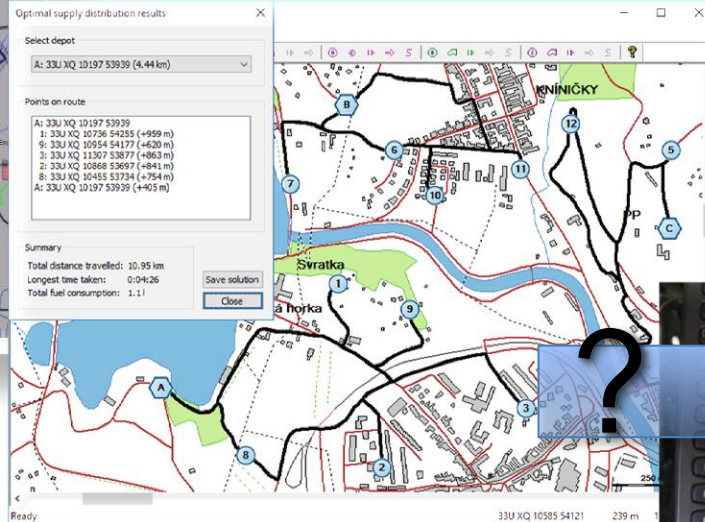 Optimal supply distribution results
Select depot
A: 33U XQ 10197 53939 (4.44 km)
Points on route
A: 33U XQ 10197 53939
1: 33U XQ 10736 54255 (+959 m)
9: 33U XQ 10954 54177 (+620 m)
3: 33U XQ 11307 53877 (+863 m)
2: 33U XQ 10868 53697 (+841 m)
8: 33U XQ 10455 53734 (+754 m)
A: 33U XQ 10197 53939 (+405 m)
Summary
Total distance travelled: 10.95 km
Longest time taken: 0:04:26
Total fuel consumption: 1.1 l
Save solution
Close
KNÍNIČKY
B
12
6
5
11
7
10
PP
C
Svratka
1
á horka
9
A
?
3
8
2
250
Ready
33U XQ 10585 54121
239 m